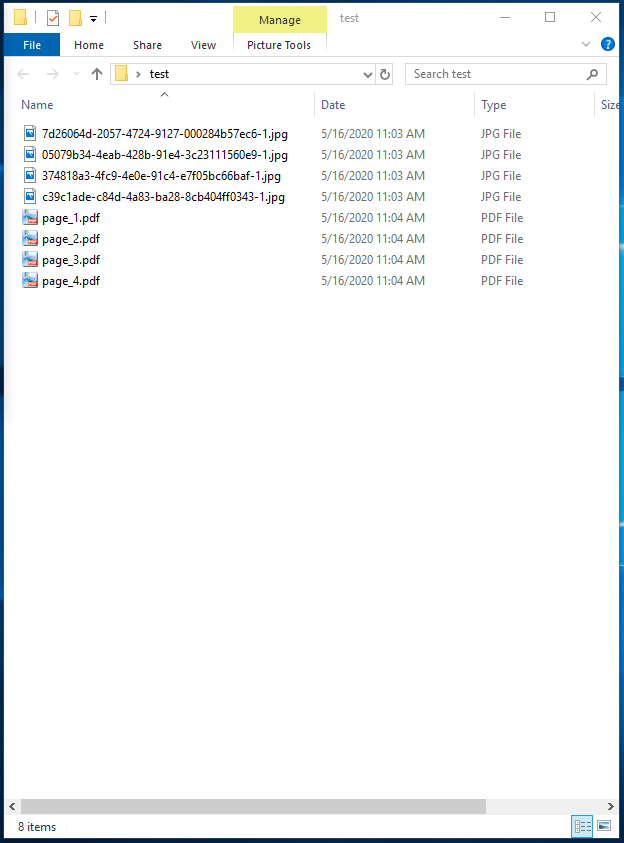 Manage
test
File
Home
Share
View
Picture Tools
?
test
Search test
Name
Date
Type
Size
7d26064d-2057-4724-9127-000284b57ec6-1.jpg 5/16/2020 11:03 AM JPG File
05079b34-4eab-428b-91e4-3c23111560e9-1.jpg 5/16/2020 11:03 AM JPG File
374818a3-4fc9-4e0e-91c4-e7f05bc66baf-1.jpg 5/16/2020 11:03 AM JPG File
c39c1ade-c84d-4a83-ba28-8cb404ff0343-1.jpg 5/16/2020 11:03 AM JPG File
page_1.pdf 5/16/2020 11:04 AM PDF File
page_2.pdf 5/16/2020 11:04 AM PDF File
page_3.pdf 5/16/2020 11:04 AM PDF File
page_4.pdf 5/16/2020 11:04 AM PDF File
8 items